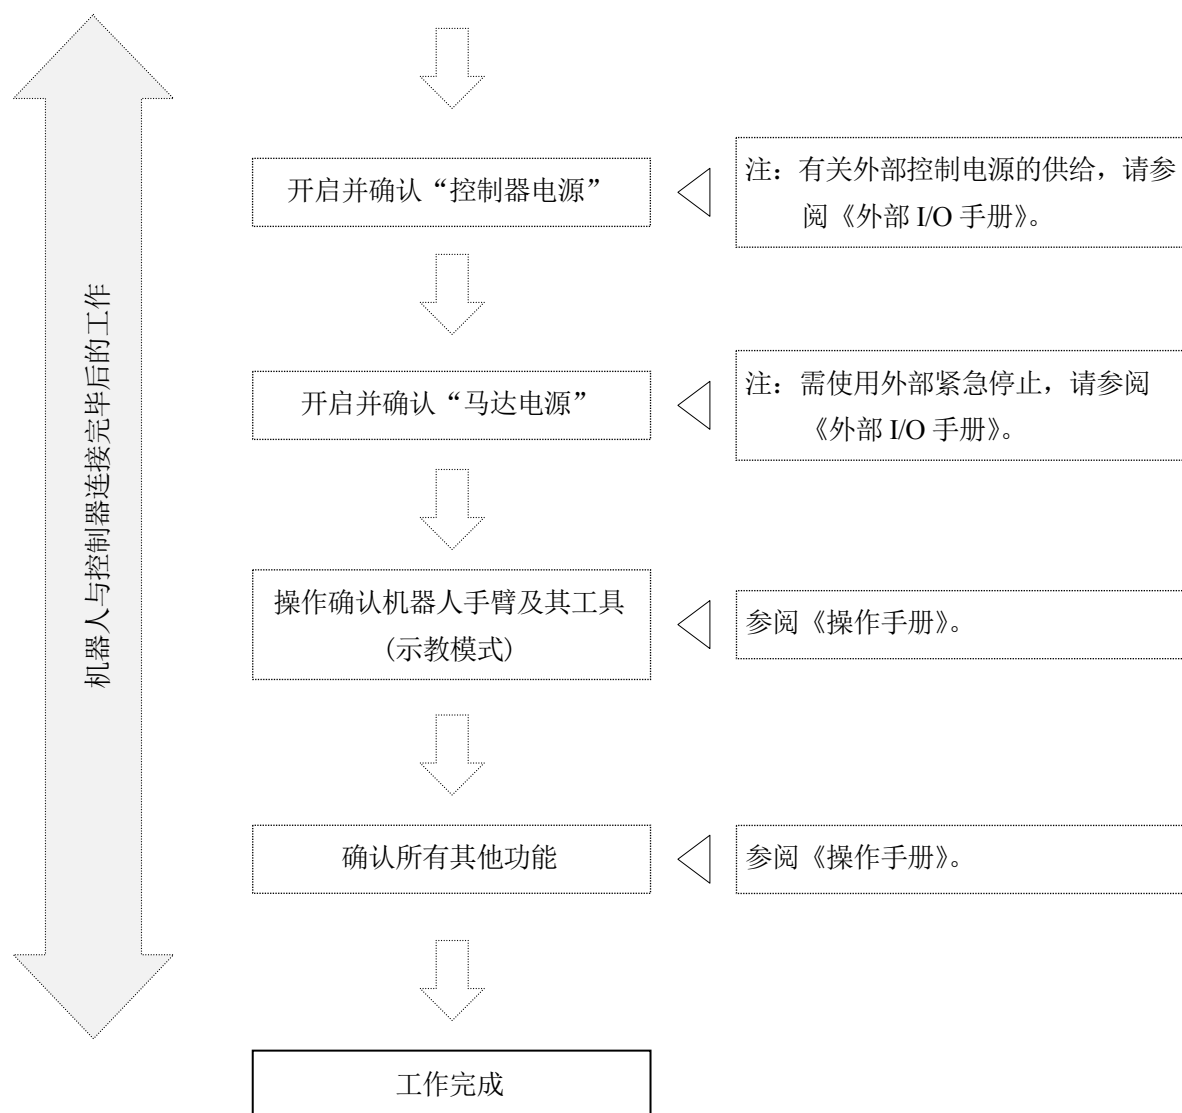 开启并确认“控制器电源”
注：有关外部控制电源的供给，请参
阅《外部 I/O 手册》。
机器人与控制器连接完毕后的工作
开启并确认“马达电源”
注：需使用外部紧急停止，请参阅
《外部 I/O 手册》。
操作确认机器人手臂及其工具
(示教模式)
参阅《操作手册》。
确认所有其他功能
参阅《操作手册》。
工作完成